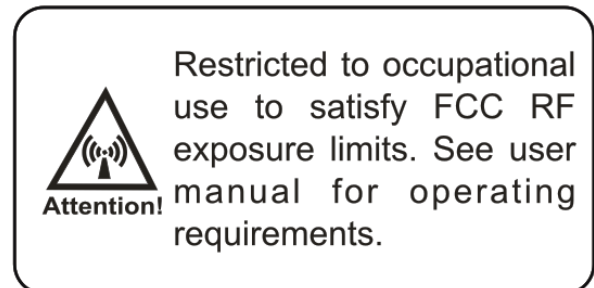 Restricted to occupational
use to satisfy FCC RF
exposure limits. See user
manual for operating
requirements.
Attention!